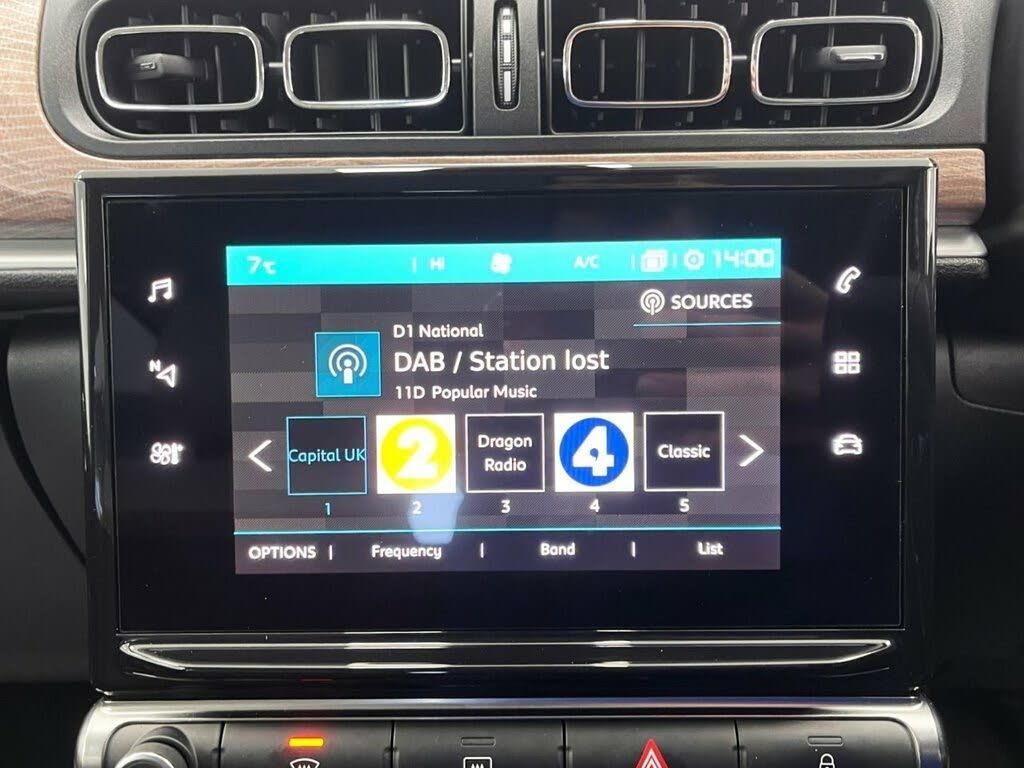 7°C HI A/C 14:00
SOURCES
D1 National
DAB / Station lost
11D Popular Music
Capital UK
2
Dragon
Radio
4
Classic
1 2 3 4 5
OPTIONS Frequency Band List
N